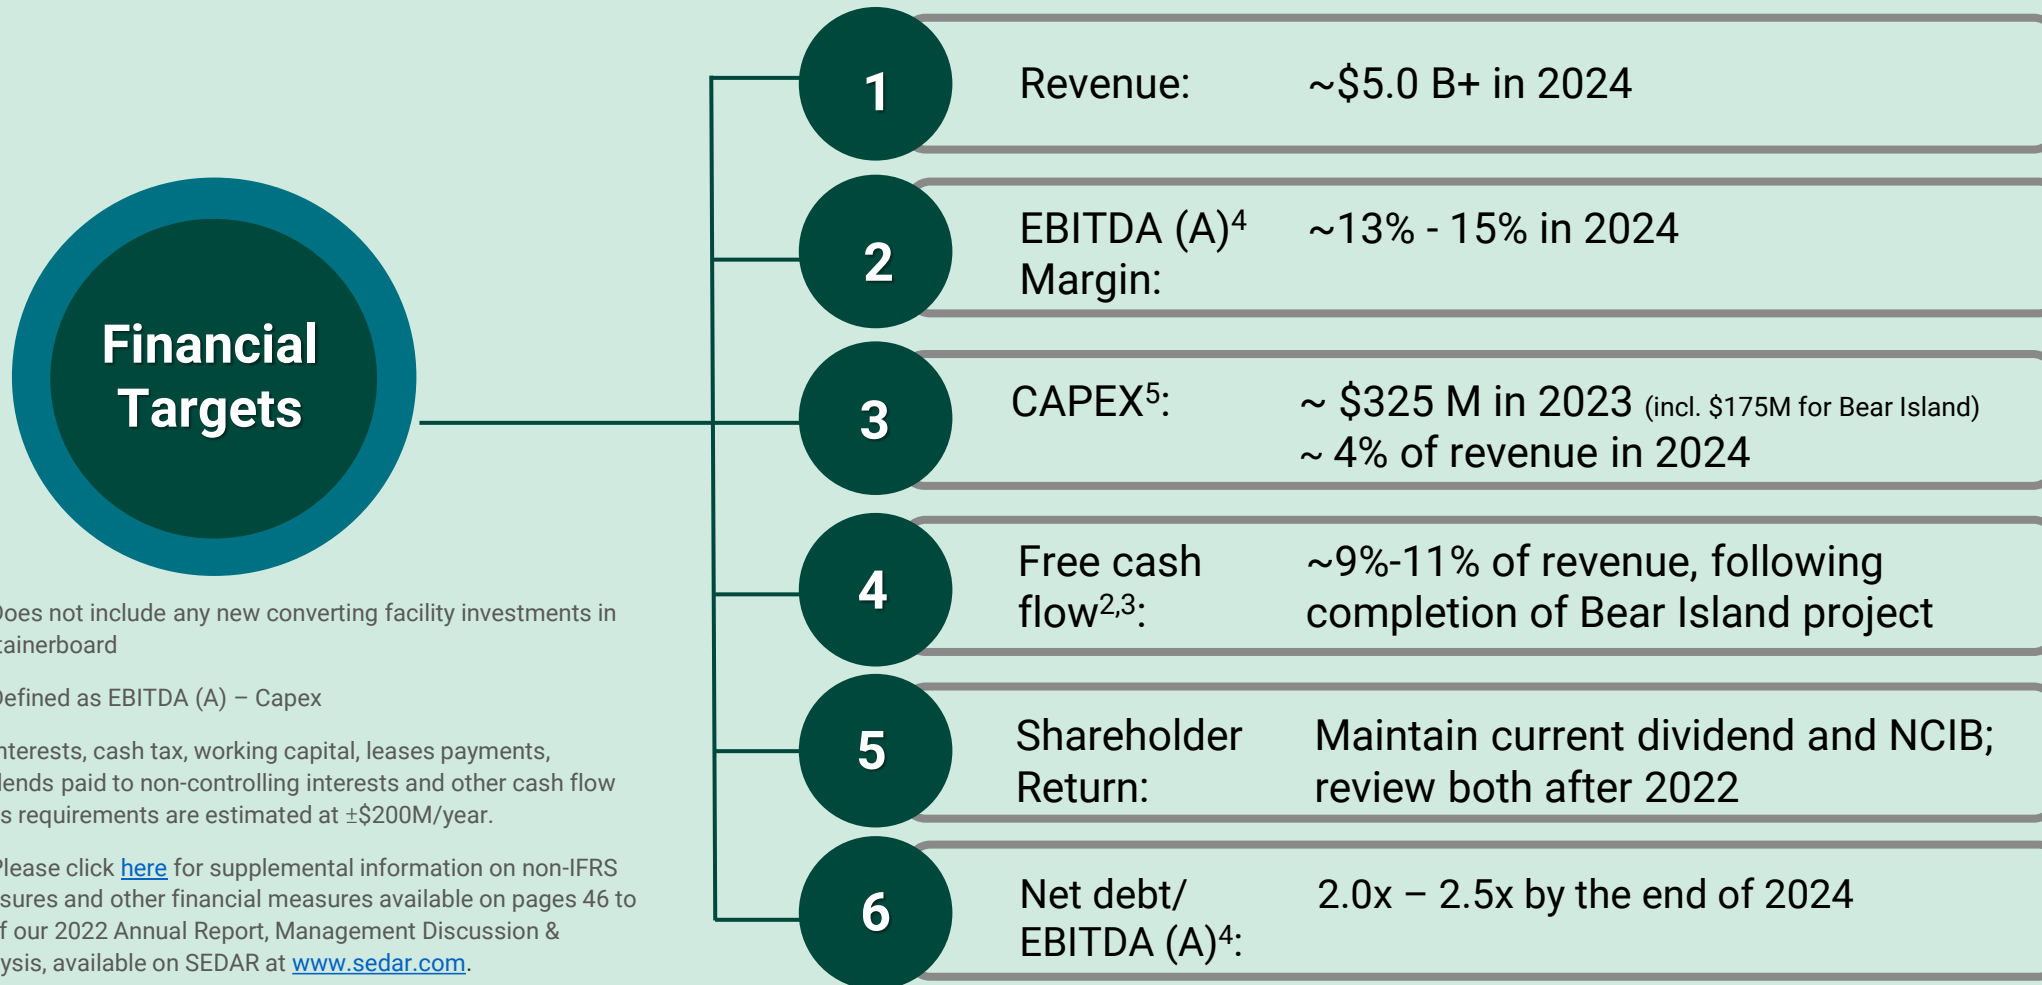 Financial
Targets
1
Revenue: ~$5.0 B+ in 2024
2
EBITDA (A)4 ~13% - 15% in 2024
Margin:
3
CAPEX5: ~ $325 M in 2023 (incl. $175M for Bear Island)
~ 4% of revenue in 2024
4
Free cash ~9%-11% of revenue, following
flow2,3: completion of Bear Island project
5
Shareholder Maintain current dividend and NCIB;
Return: review both after 2022
6
Net debt/ 2.0x – 2.5x by the end of 2024
EBITDA (A)4:
Does not include any new converting facility investments in
tainerboard
Defined as EBITDA (A) – Capex
nterests, cash tax, working capital, leases payments,
lends paid to non-controlling interests and other cash flow
s requirements are estimated at ±$200M/year.
Please click here for supplemental information on non-IFRS
sures and other financial measures available on pages 46 to
f our 2022 Annual Report, Management Discussion &
lysis, available on SEDAR at www.sedar.com.